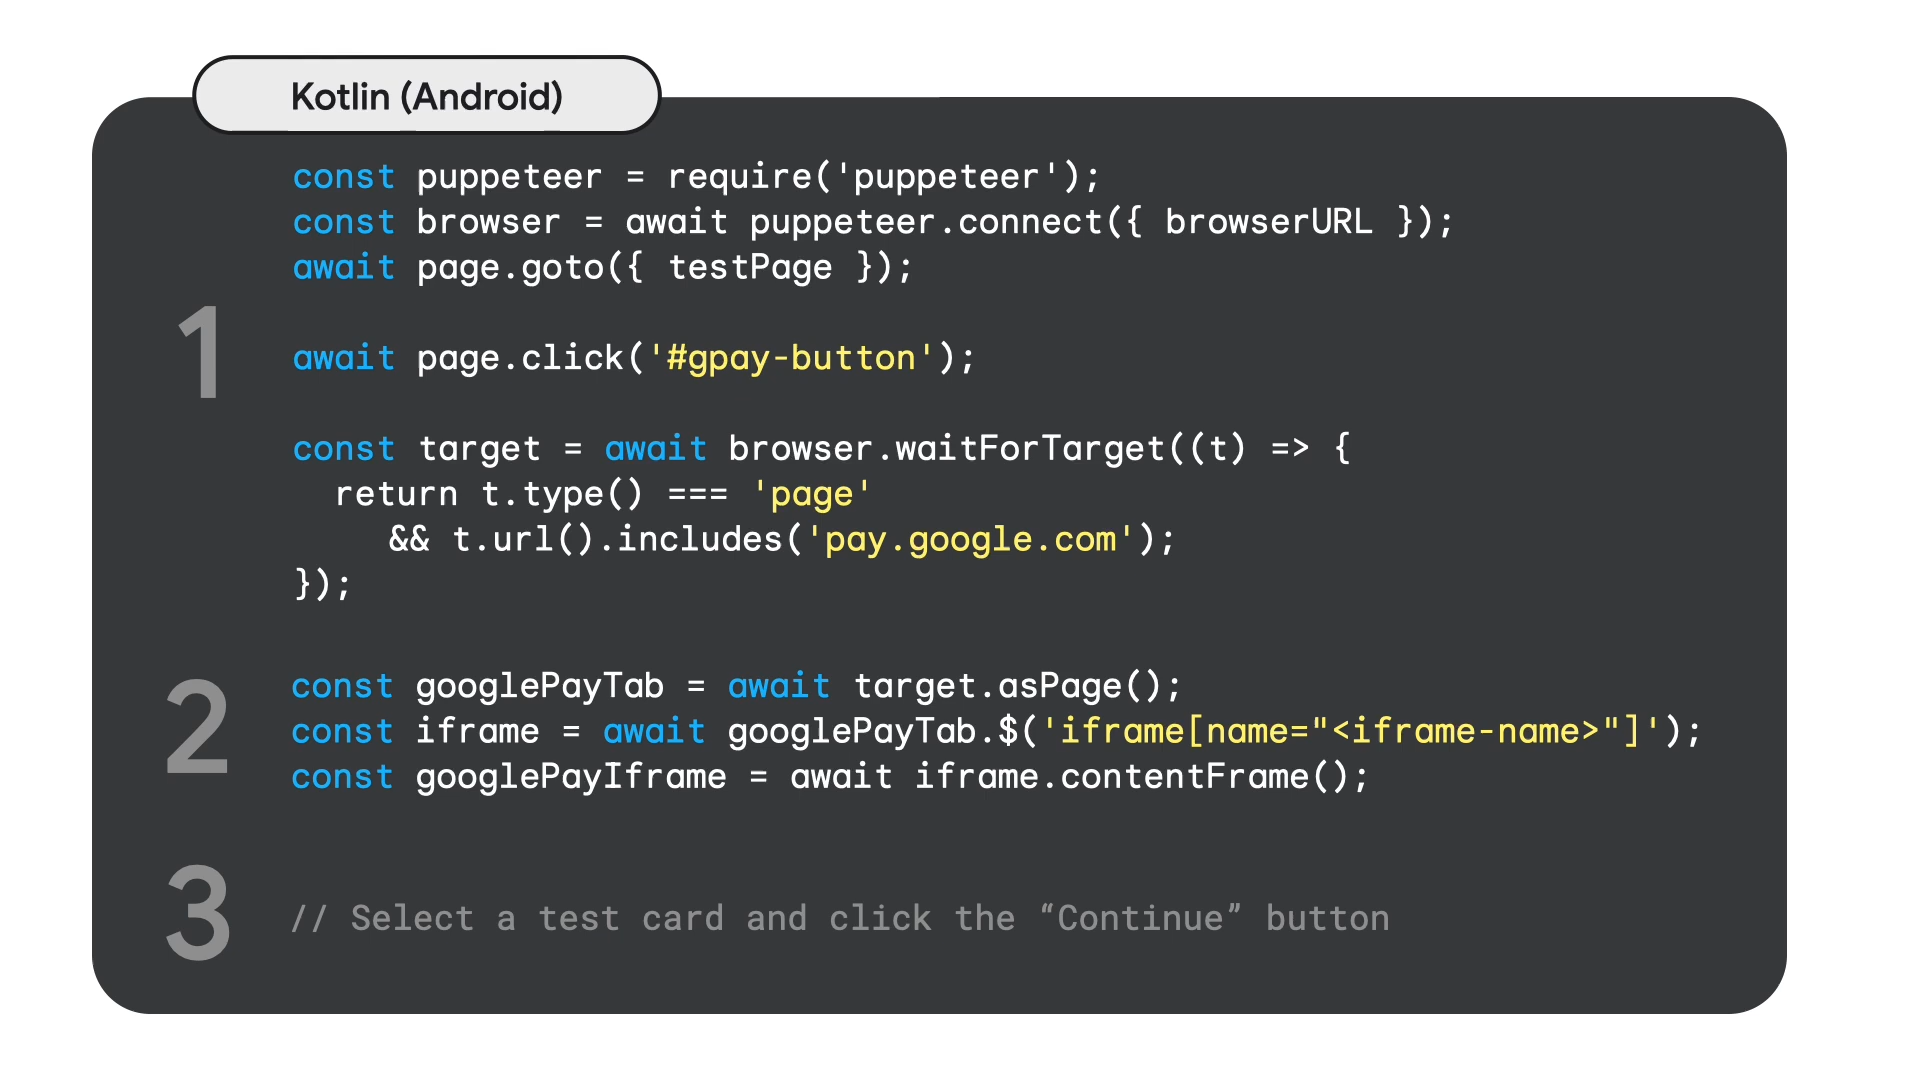 Kotlin (Android)
const puppeteer = require('puppeteer');
const browser = await puppeteer.connect({ browserURL });
await page.goto({ testPage });
1
await page.click('#gpay-button');
const target = await browser.waitForTarget((t) => {
return t.type() === 'page'
&& t.url().includes('pay.google.com');
});
2
const googlePayTab = await target.asPage();
const iframe = await googlePayTab.$('iframe[name="<iframe-name>"]');
const googlePayIframe = await iframe.contentFrame();
3
// Select a test card and click the “Continue” button